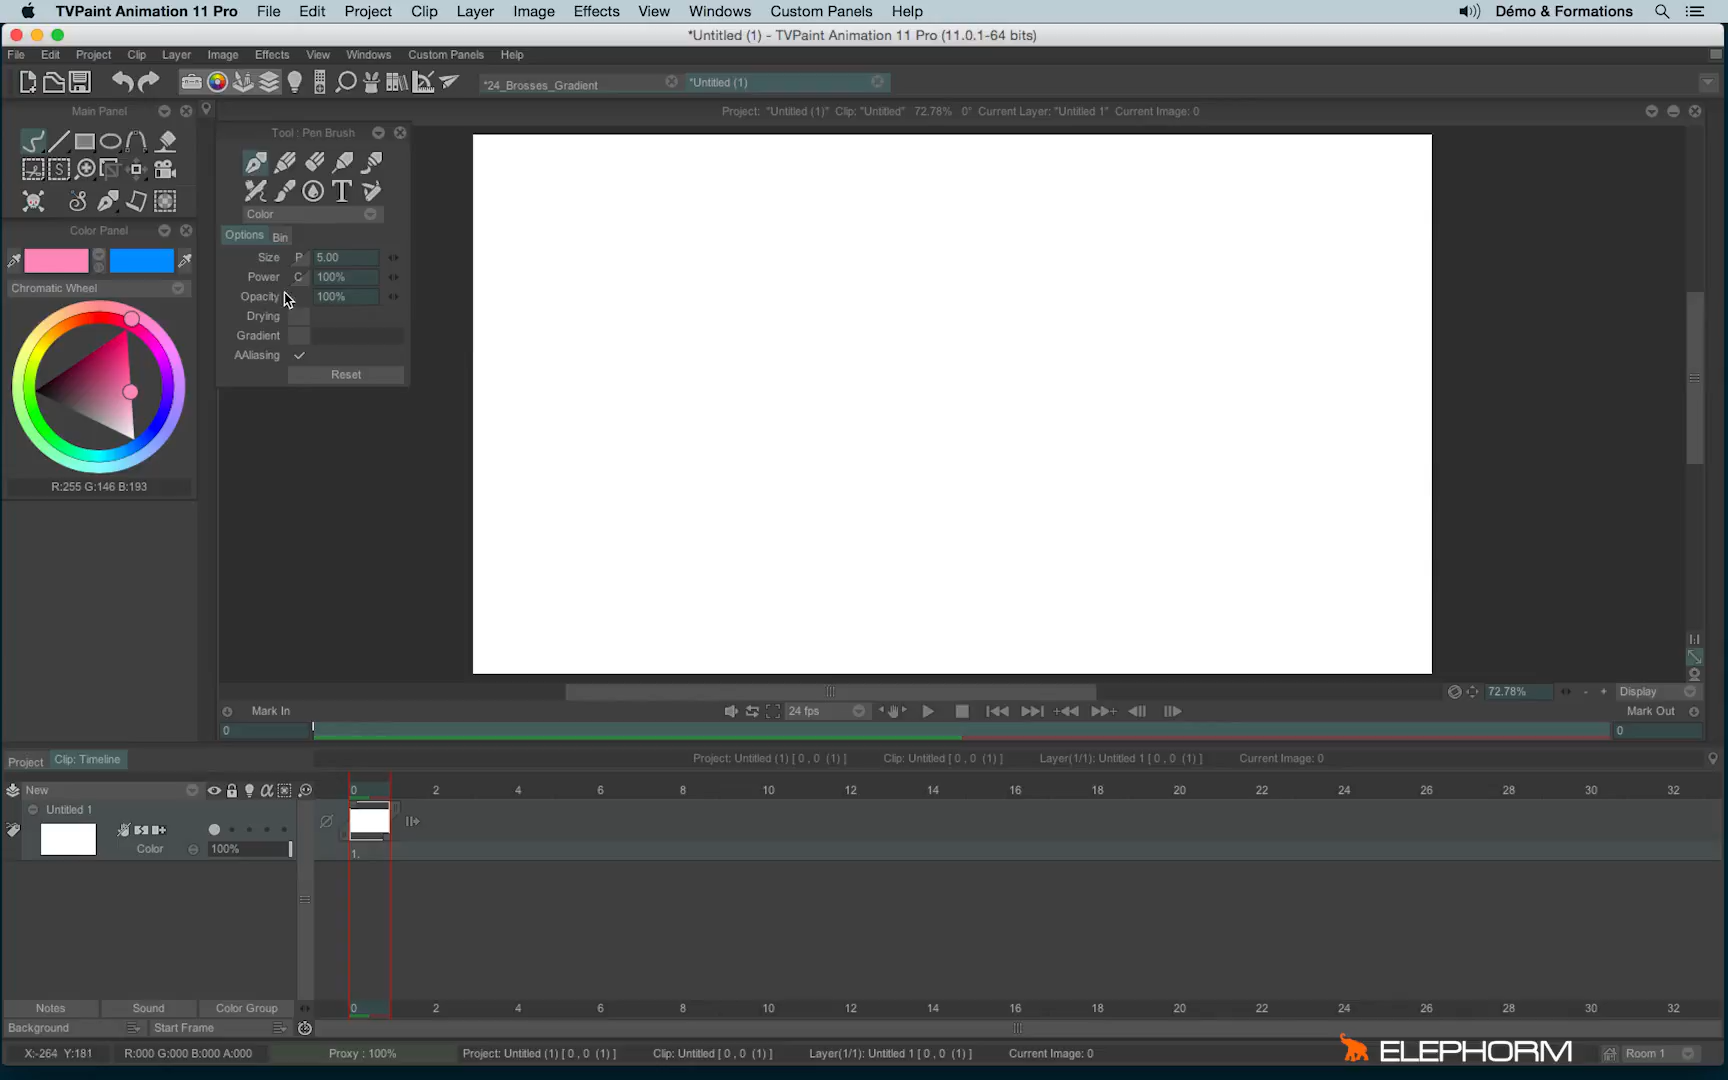 TVPaint Animation 11 Pro File Edit Project Clip Layer Image Effects View Windows Custom Panels Help Démo & Formations
*Untitled (1) - TVPaint Animation 11 Pro (11.0.1-64 bits)
File Edit Project Clip Layer Image Effects View Windows Custom Panels Help
*24_Brosses_Gradient *Untitled (1)
Main Panel
Project: "Untitled (1)" Clip: "Untitled" 72.78% 0° Current Layer: "Untitled 1" Current Image: 0
Tool : Pen Brush
Color
Options Bin
Size P 5.00
Power C 100%
Opacity 100%
Drying
Gradient
AAliasing
Reset
Color Panel
Chromatic Wheel
R:255 G:146 B:193
72.78% - + Display
Mark In 24 fps Mark Out
0 0
Project Clip: Timeline Project: Untitled (1) [ 0 , 0 (1) ] Clip: Untitled [ 0 , 0 (1) ] Layer(1/1): Untitled 1 [ 0 , 0 (1) ] Current Image: 0
New 0 2 4 6 8 10 12 14 16 18 20 22 24 26 28 30 32
Untitled 1
Color 100%
1.
Notes Sound Color Group 0 2 4 6 8 10 12 14 16 18 20 22 24 26 28 30 32
Background Start Frame
X:-264 Y:181 R:000 G:000 B:000 A:000 Proxy : 100% Project: Untitled (1) [ 0 , 0 (1) ] Clip: Untitled [ 0 , 0 (1) ] Layer(1/1): Untitled 1 [ 0 , 0 (1) ] Current Image: 0 ELEPHORM Room 1